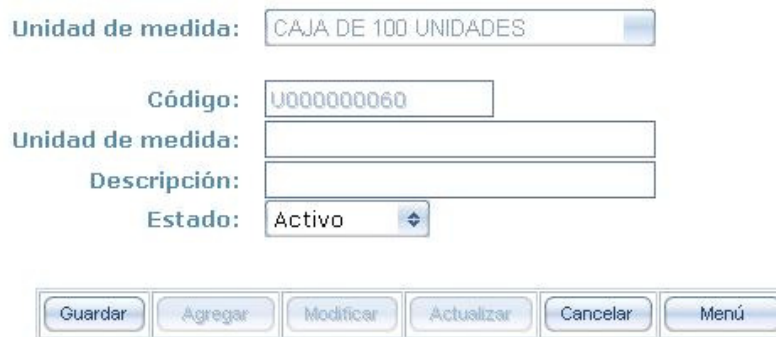 Unidad de medida: CAJA DE 100 UNIDADES
Código: U000000060
Unidad de medida:
Descripción:
Estado: Activo
Guardar Agregar Modificar Actualizar Cancelar Menú